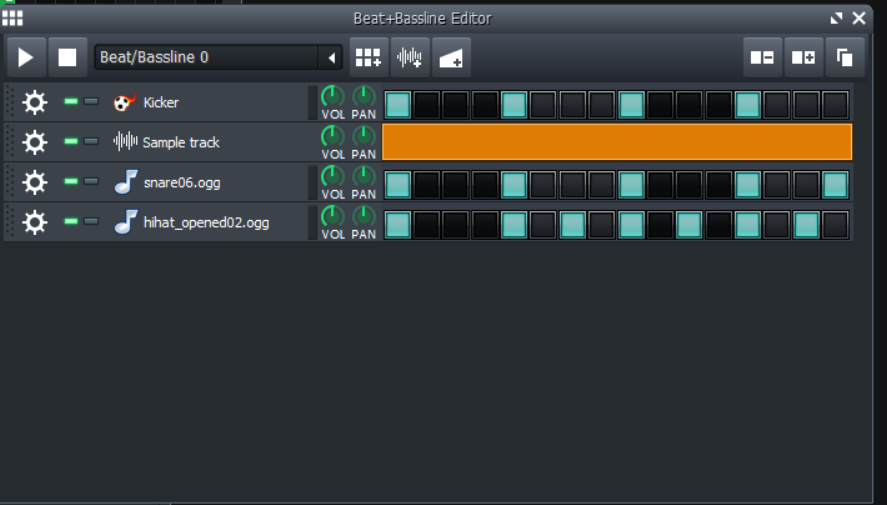 Beat+Bassline Editor
Beat/Bassline 0
Kicker
VOL PAN
Sample track
VOL PAN
snare06.ogg
VOL PAN
hihat_opened02.ogg
VOL PAN